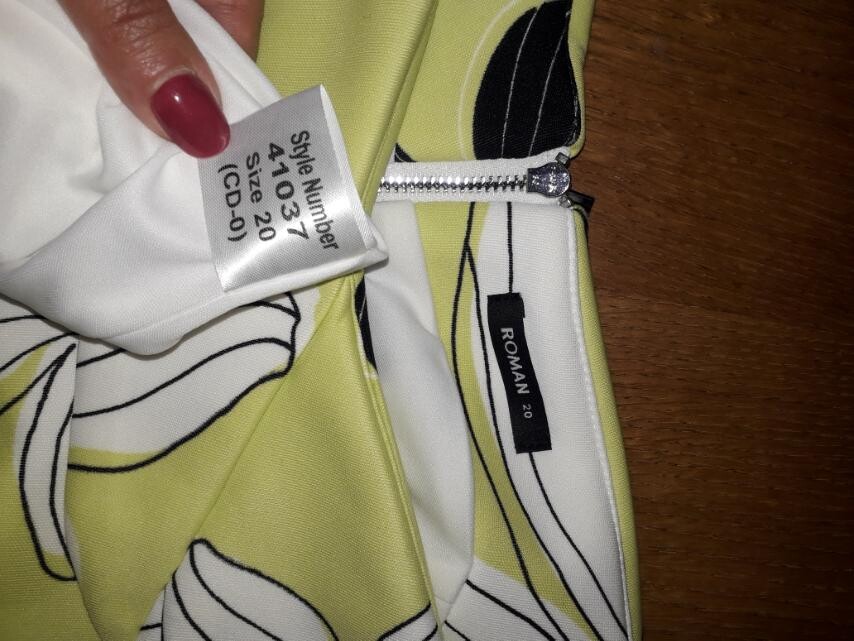 Style Number
41037
Size 20
(CD-0)
ROMAN 20